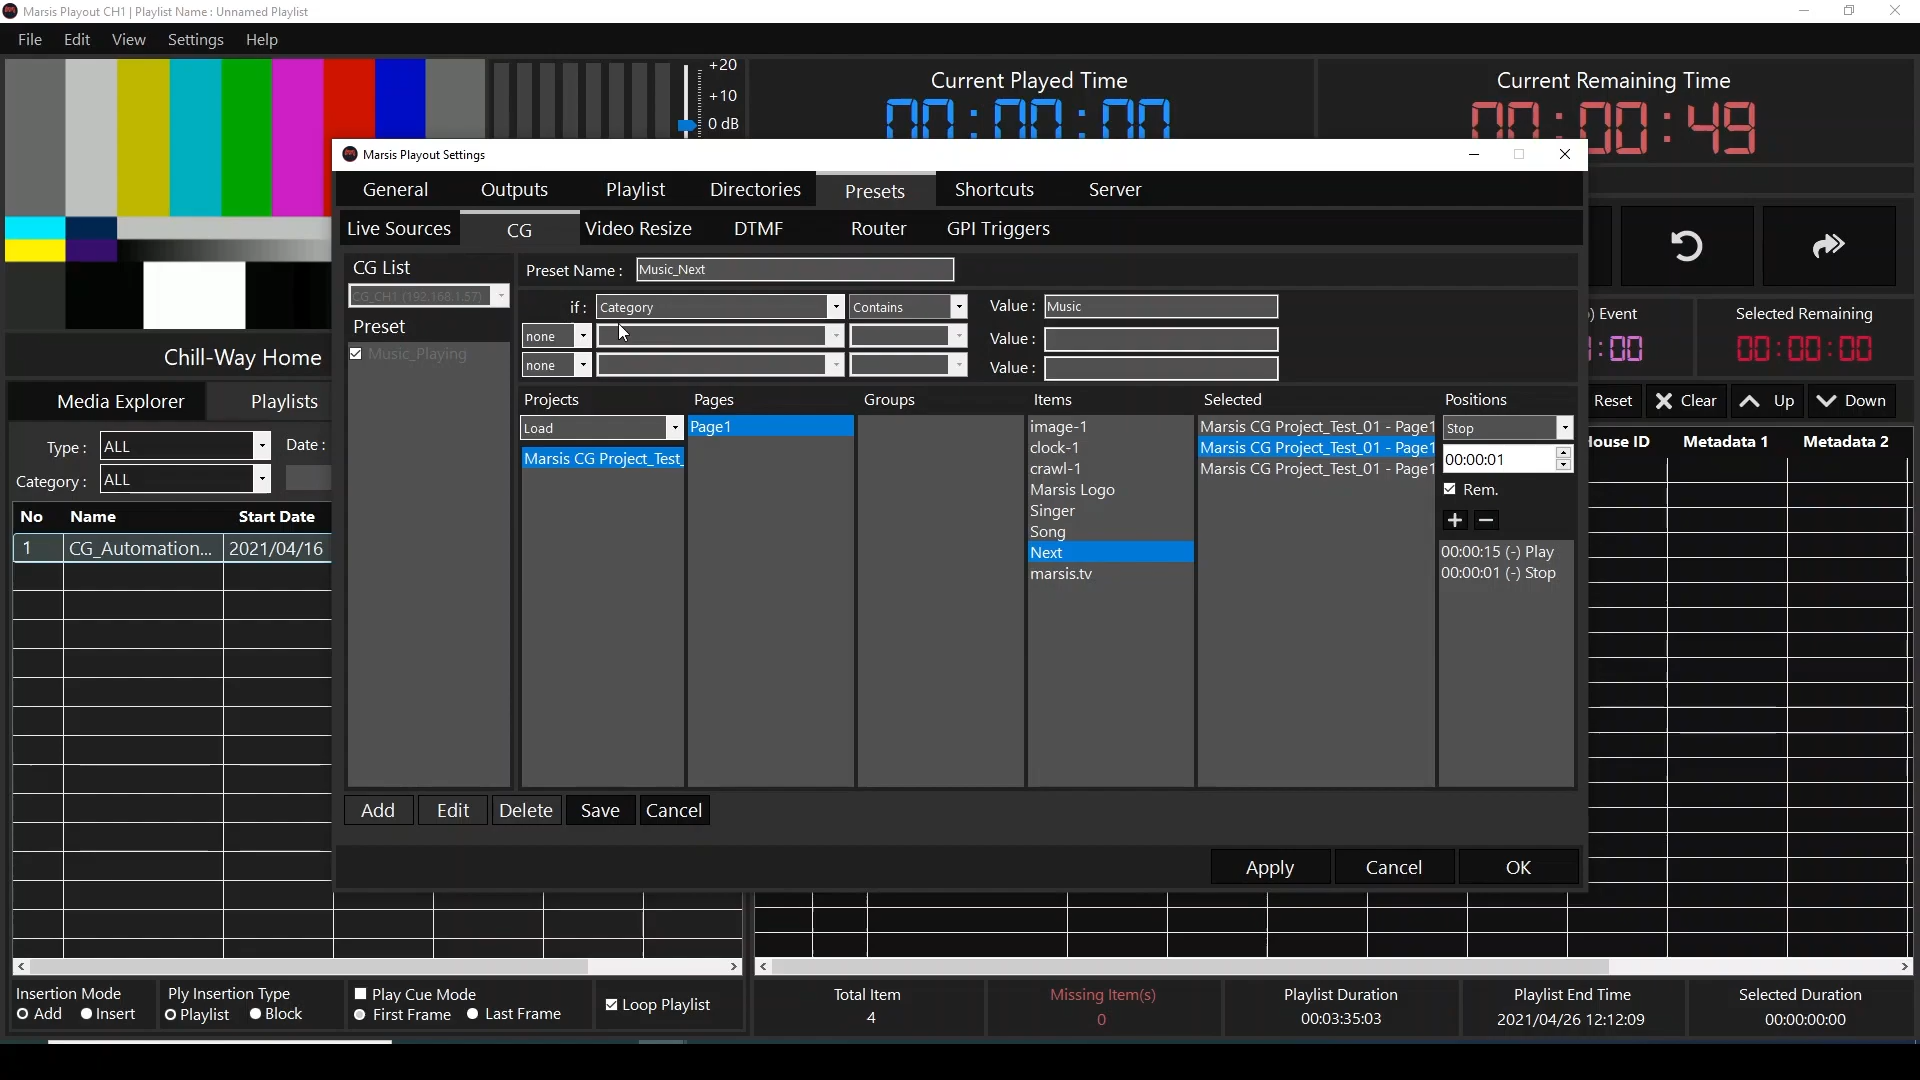 Marsis Playout CH1 | Playlist Name : Unnamed Playlist
File Edit View Settings Help
+20
+10
0 dB
Current Played Time
00:00:00
Current Remaining Time
00:00:49
Marsis Playout Settings
General Outputs Playlist Directories Presets Shortcuts Server
Live Sources CG Video Resize DTMF Router GPI Triggers
CG List
CG_CH1 (192.168.1.57)
Preset
Music_Playing
Preset Name : Music_Next
if : Category Contains Value : Music
none Value :
none Value :
Projects Pages Groups Items Selected Positions
Load
Marsis CG Project_Test_
Page1
image-1
clock-1
crawl-1
Marsis Logo
Singer
Song
Next
marsis.tv
Marsis CG Project_Test_01 - Page1
Marsis CG Project_Test_01 - Page1
Marsis CG Project_Test_01 - Page1
Stop
00:00:01
Rem.
00:00:15 (-) Play
00:00:01 (-) Stop
Add Edit Delete Save Cancel
Apply Cancel OK
Chill-Way Home
Media Explorer Playlists
Type : ALL Date :
Category : ALL
No Name Start Date
1 CG_Automation... 2021/04/16
) Event
:00
Selected Remaining
00:00:00
Reset Clear Up Down
House ID Metadata 1 Metadata 2
Insertion Mode
Add Insert
Ply Insertion Type
Playlist Block
Play Cue Mode
First Frame Last Frame
Loop Playlist
Total Item
4
Missing Item(s)
0
Playlist Duration
00:03:35:03
Playlist End Time
2021/04/26 12:12:09
Selected Duration
00:00:00:00